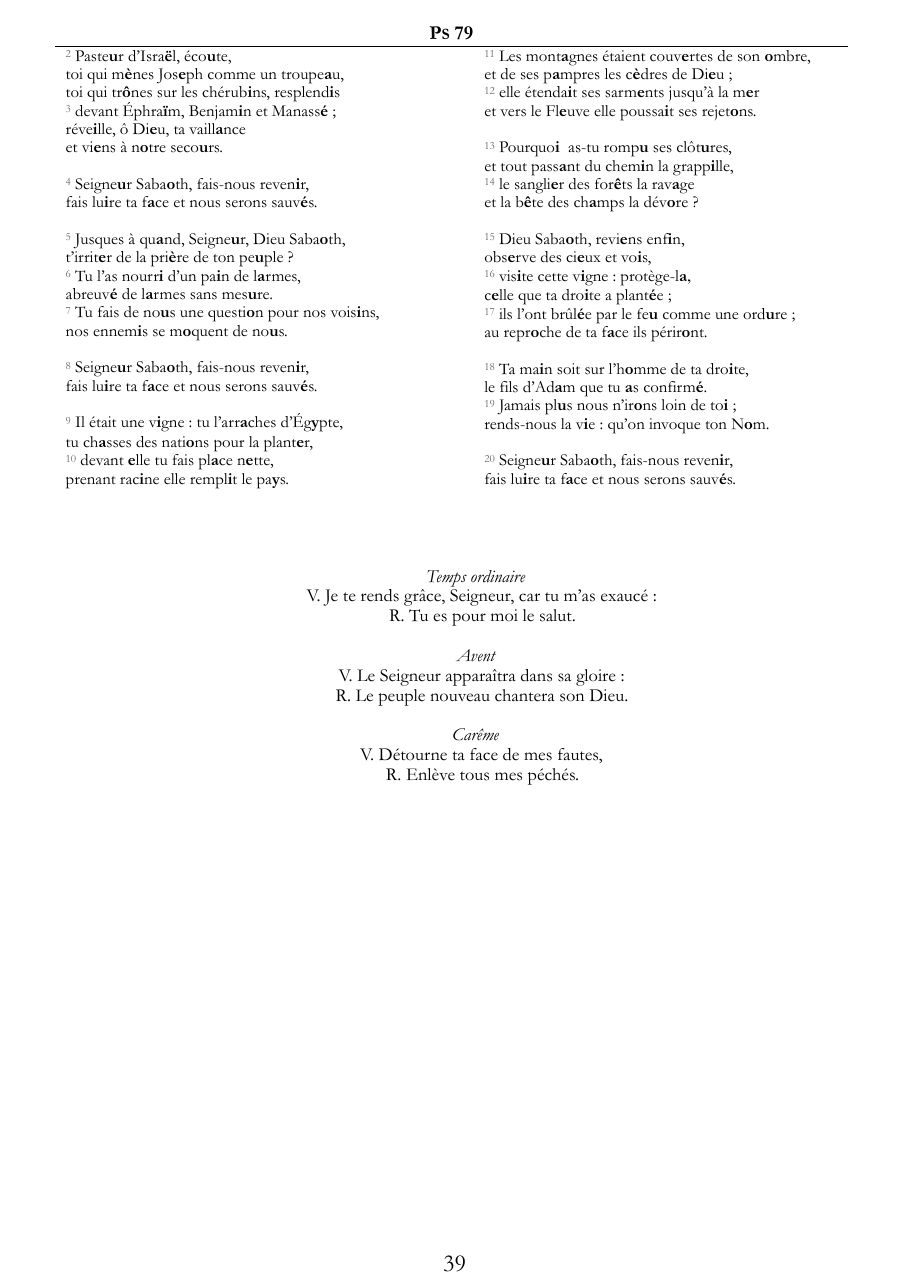 PS 79
2 Pasteur d’Israël, écoute,
toi qui mènes Joseph comme un troupeau,
toi qui trônes sur les chérubins, resplendis
3 devant Éphraïm, Benjamin et Manassé ;
réveille, ô Dieu, ta vaillance
et viens à notre secours.
4 Seigneur Sabaoth, fais-nous revenir,
fais luire ta face et nous serons sauvés.
5 Jusques à quand, Seigneur, Dieu Sabaoth,
t’irriter de la prière de ton peuple ?
6 Tu l’as nourri d’un pain de larmes,
abreuvé de larmes sans mesure.
7 Tu fais de nous une question pour nos voisins,
nos ennemis se moquent de nous.
8 Seigneur Sabaoth, fais-nous revenir,
fais luire ta face et nous serons sauvés.
9 Il était une vigne : tu l’arraches d’Égypte,
tu chasses des nations pour la planter,
10 devant elle tu fais place nette,
prenant racine elle remplit le pays.
11 Les montagnes étaient couvertes de son ombre,
et de ses pampres les cèdres de Dieu ;
12 elle étendait ses sarments jusqu’à la mer
et vers le Fleuve elle poussait ses rejetons.
13 Pourquoi as-tu rompu ses clôtures,
et tout passant du chemin la grappille,
14 le sanglier des forêts la ravage
et la bête des champs la dévore ?
15 Dieu Sabaoth, reviens enfin,
observe des cieux et vois,
16 visite cette vigne : protège-la,
celle que ta droite a plantée ;
17 ils l’ont brûlée par le feu comme une ordure ;
au reproche de ta face ils périront.
18 Ta main soit sur l’homme de ta droite,
le fils d’Adam que tu as confirmé.
19 Jamais plus nous n’irons loin de toi ;
rends-nous la vie : qu’on invoque ton Nom.
20 Seigneur Sabaoth, fais-nous revenir,
fais luire ta face et nous serons sauvés.
Temps ordinaire
V. Je te rends grâce, Seigneur, car tu m’as exaucé :
R. Tu es pour moi le salut.
Avent
V. Le Seigneur apparaîtra dans sa gloire :
R. Le peuple nouveau chantera son Dieu.
Carême
V. Détourne ta face de mes fautes,
R. Enlève tous mes péchés.
39